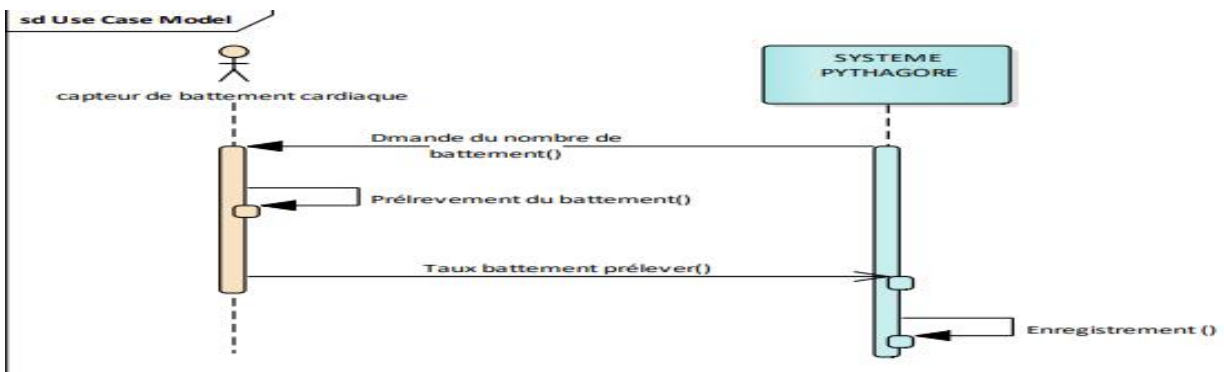 sd Use Case Model
SYSTEME
PYTHAGORE
capteur de battement cardiaque
Dmande du nombre de
battement()
Prélrevement du battement()
Taux battement prélever()
Enregistrement ()